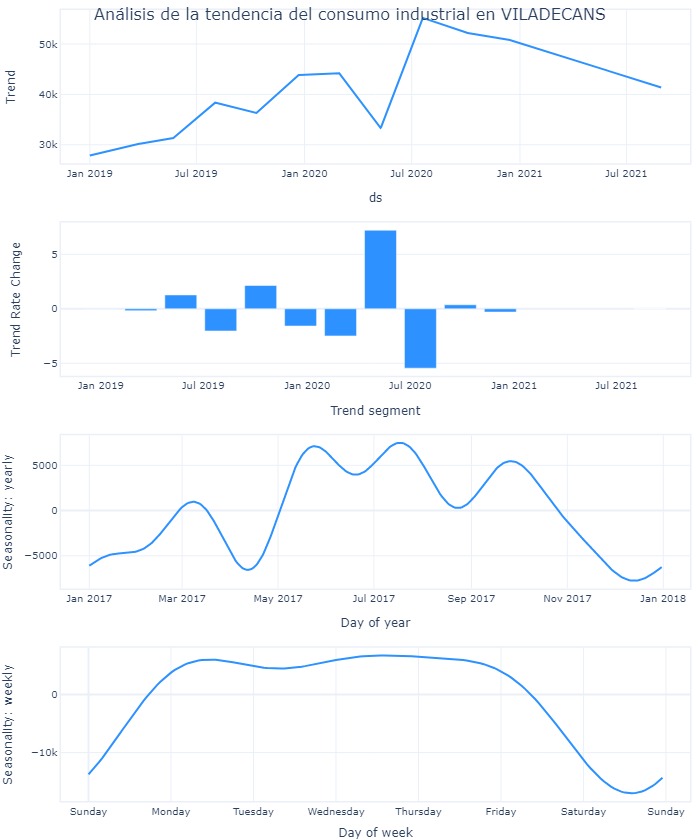 Análisis de la tendencia del consumo industrial en VILADECANS
Trend
50k
40k
30k
Jan 2019 Jul 2019 Jan 2020 Jul 2020 Jan 2021 Jul 2021
ds
Trend Rate Change
5
0
−5
Jan 2019 Jul 2019 Jan 2020 Jul 2020 Jan 2021 Jul 2021
Trend segment
Seasonality: yearly
5000
0
−5000
Jan 2017 Mar 2017 May 2017 Jul 2017 Sep 2017 Nov 2017 Jan 2018
Day of year
Seasonality: weekly
0
−10k
Sunday Monday Tuesday Wednesday Thursday Friday Saturday Sunday
Day of week